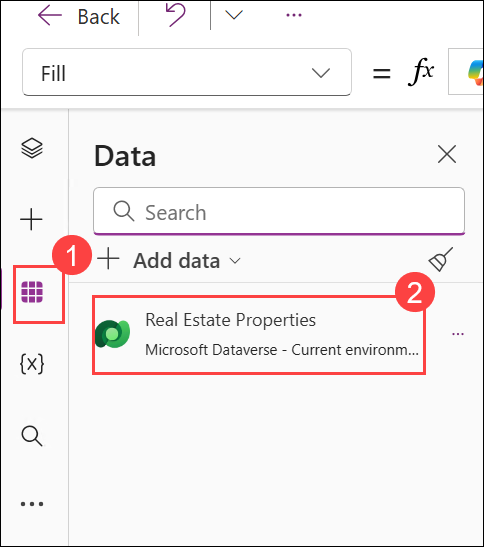 Back
...
Fill
= fx
Data
Search
1
+ Add data
2
Real Estate Properties
Microsoft Dataverse - Current environm...
...
{x}
...